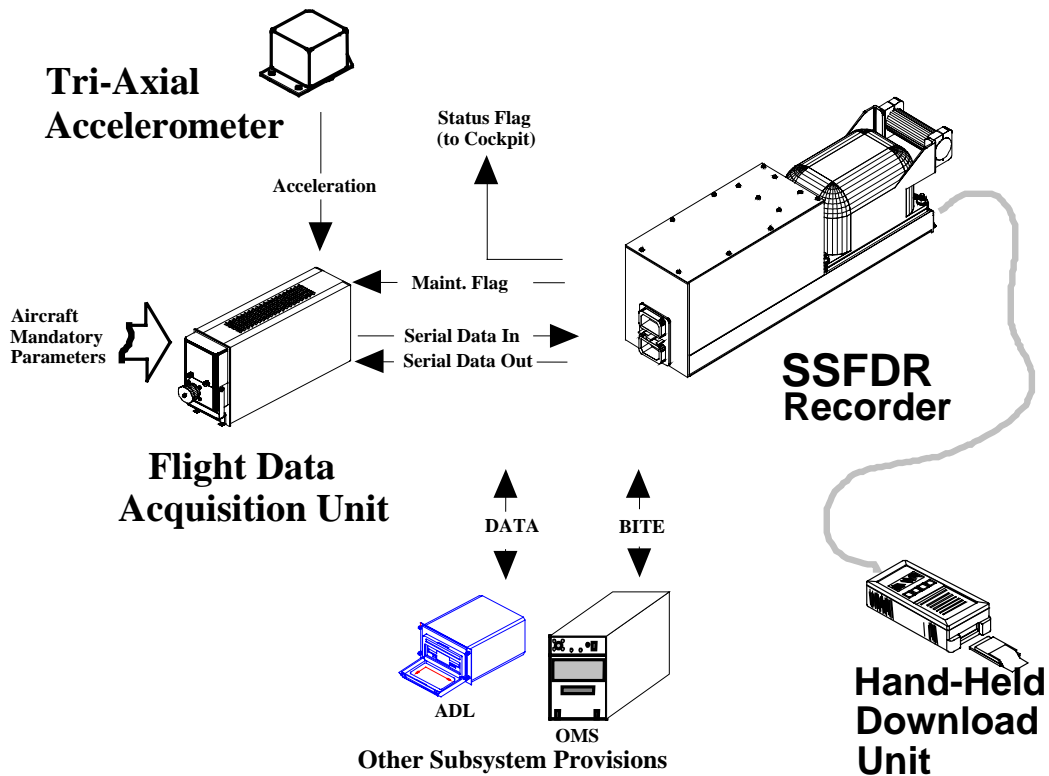 Tri-Axial
Accelerometer
Status Flag
(to Cockpit)
Acceleration
Maint. Flag
Aircraft
Mandatory
Parameters
Serial Data In
Serial Data Out
SSFDR
Recorder
Flight Data
Acquisition Unit
DATA
BITE
ADL
OMS
Other Subsystem Provisions
Hand-Held
Download
Unit